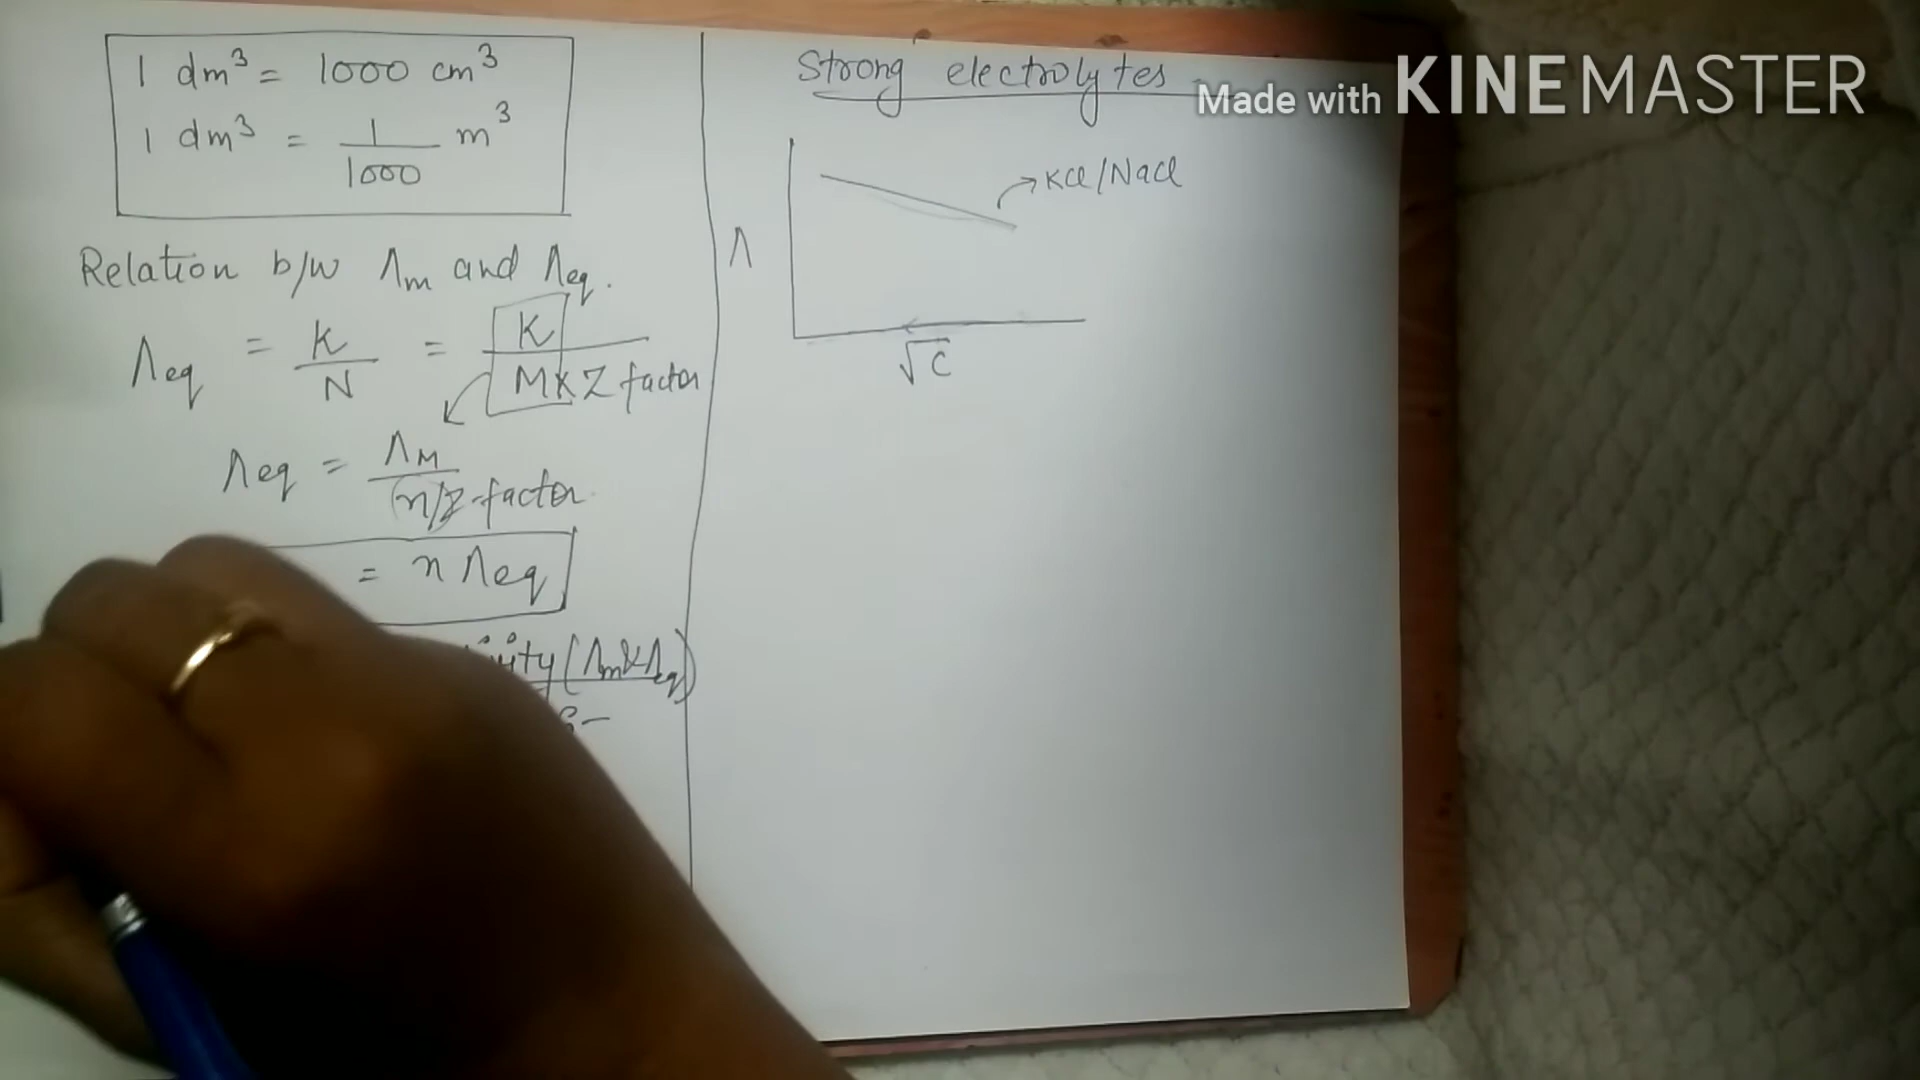 1 dm³ = 1000 cm³
1 dm³ = 1/1000 m³
Relation b/w Λm and Λeq.
Λeq = K/N = K/M×Z factor
Λeq = ΛM/(n/z-factor
= n Λeq
(Λm & Λeq)
Strong electrolytes
KCl/NaCl
Λ
√C
Made with KINEMASTER